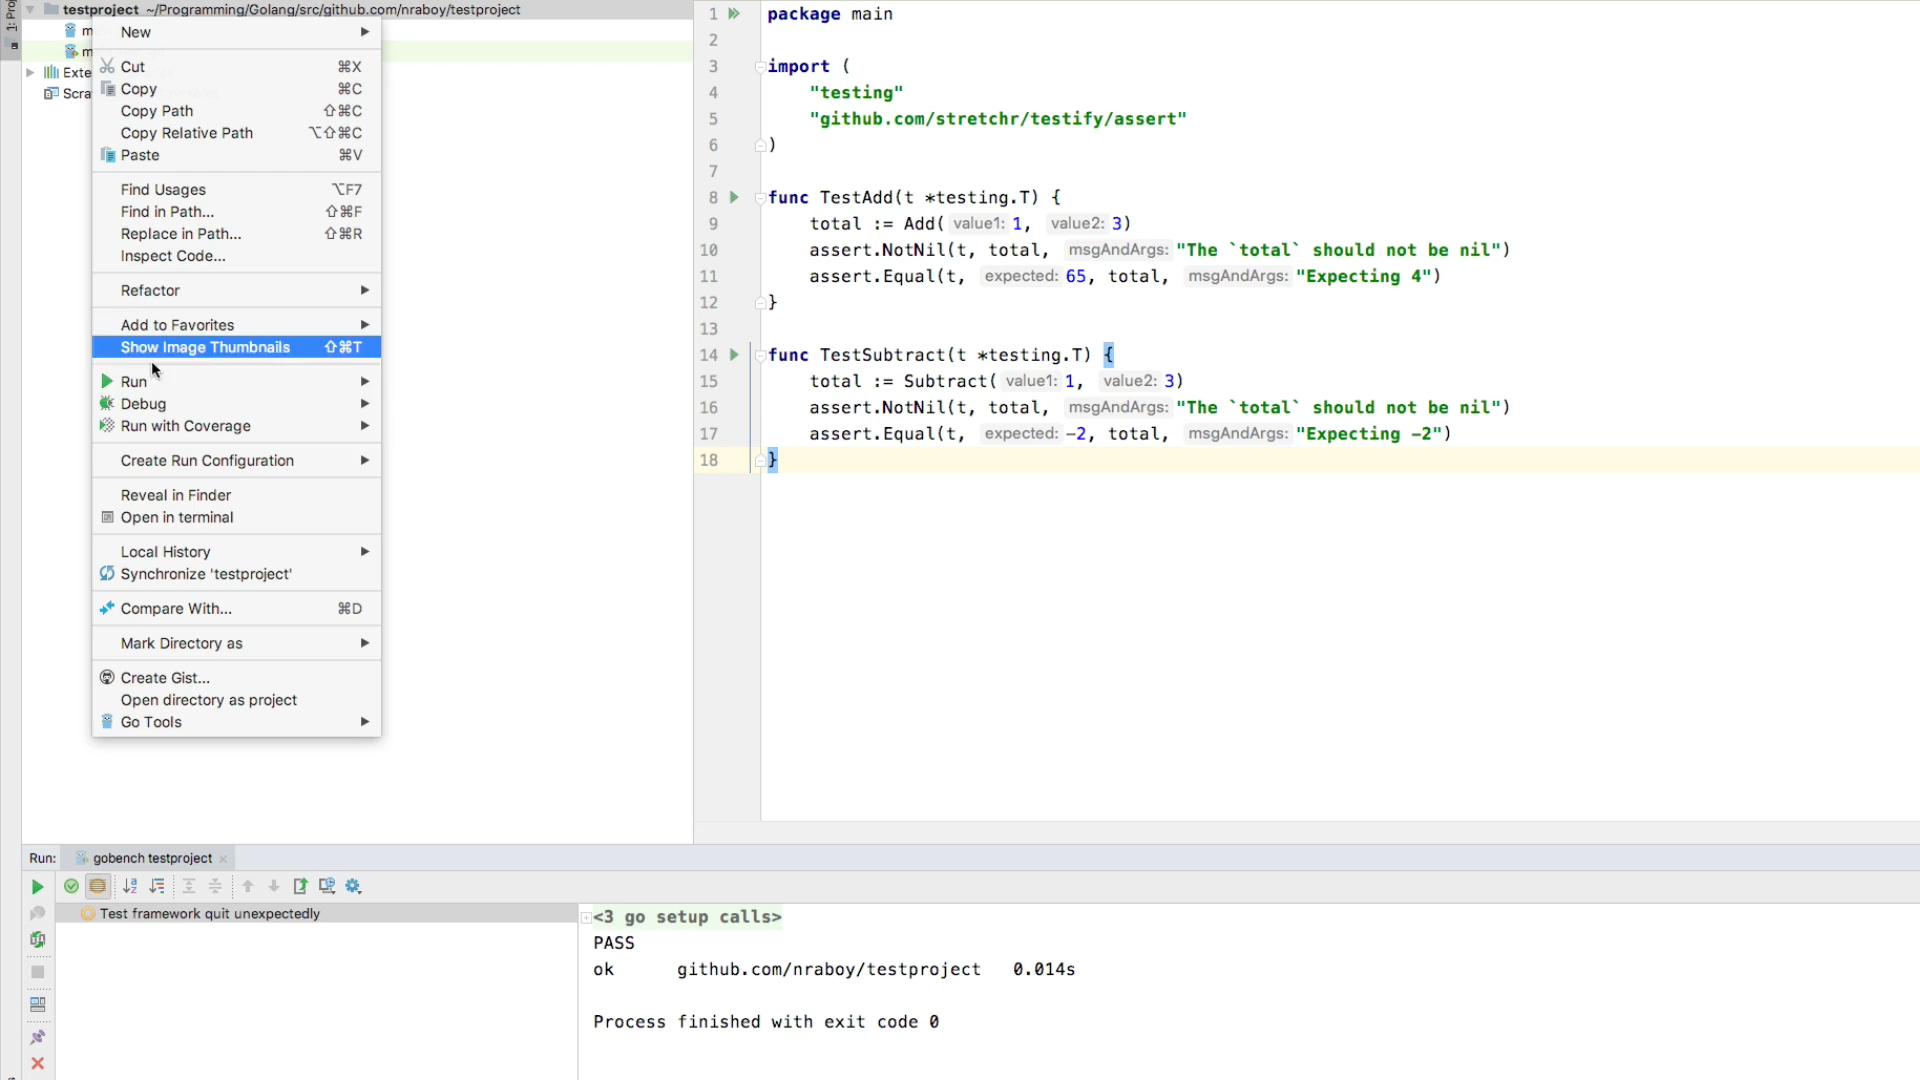 testproject ~/Programming/Golang/src/github.com/nraboy/testproject
m
m
Exte
Scra
New
Cut ⌘X
Copy ⌘C
Copy Path ⇧⌘C
Copy Relative Path ⌥⇧⌘C
Paste ⌘V
Find Usages ⌥F7
Find in Path... ⇧⌘F
Replace in Path... ⇧⌘R
Inspect Code...
Refactor
Add to Favorites
Show Image Thumbnails ⇧⌘T
Run
Debug
Run with Coverage
Create Run Configuration
Reveal in Finder
Open in terminal
Local History
Synchronize 'testproject'
Compare With... ⌘D
Mark Directory as
Create Gist...
Open directory as project
Go Tools
1 package main
2
3 import (
4 "testing"
5 "github.com/stretchr/testify/assert"
6 )
7
8 func TestAdd(t *testing.T) {
9 total := Add( value1: 1, value2: 3)
10 assert.NotNil(t, total, msgAndArgs: "The `total` should not be nil")
11 assert.Equal(t, expected: 65, total, msgAndArgs: "Expecting 4")
12 }
13
14 func TestSubtract(t *testing.T) {
15 total := Subtract( value1: 1, value2: 3)
16 assert.NotNil(t, total, msgAndArgs: "The `total` should not be nil")
17 assert.Equal(t, expected: -2, total, msgAndArgs: "Expecting -2")
18 }
Run: gobench testproject
Test framework quit unexpectedly
<3 go setup calls>
PASS
ok github.com/nraboy/testproject 0.014s
Process finished with exit code 0